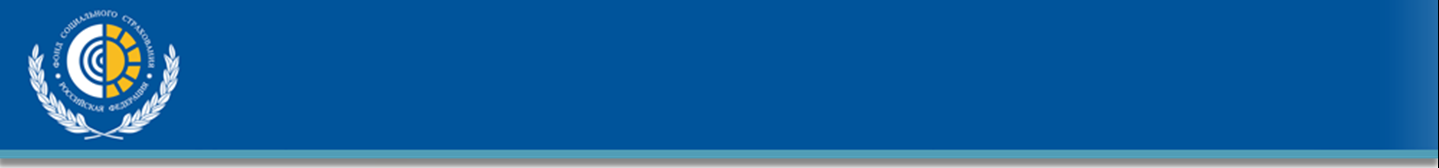 ФОНД СОЦИАЛЬНОГО СТРАХОВАНИЯ
РОССИЙСКАЯ ФЕДЕРАЦИЯ